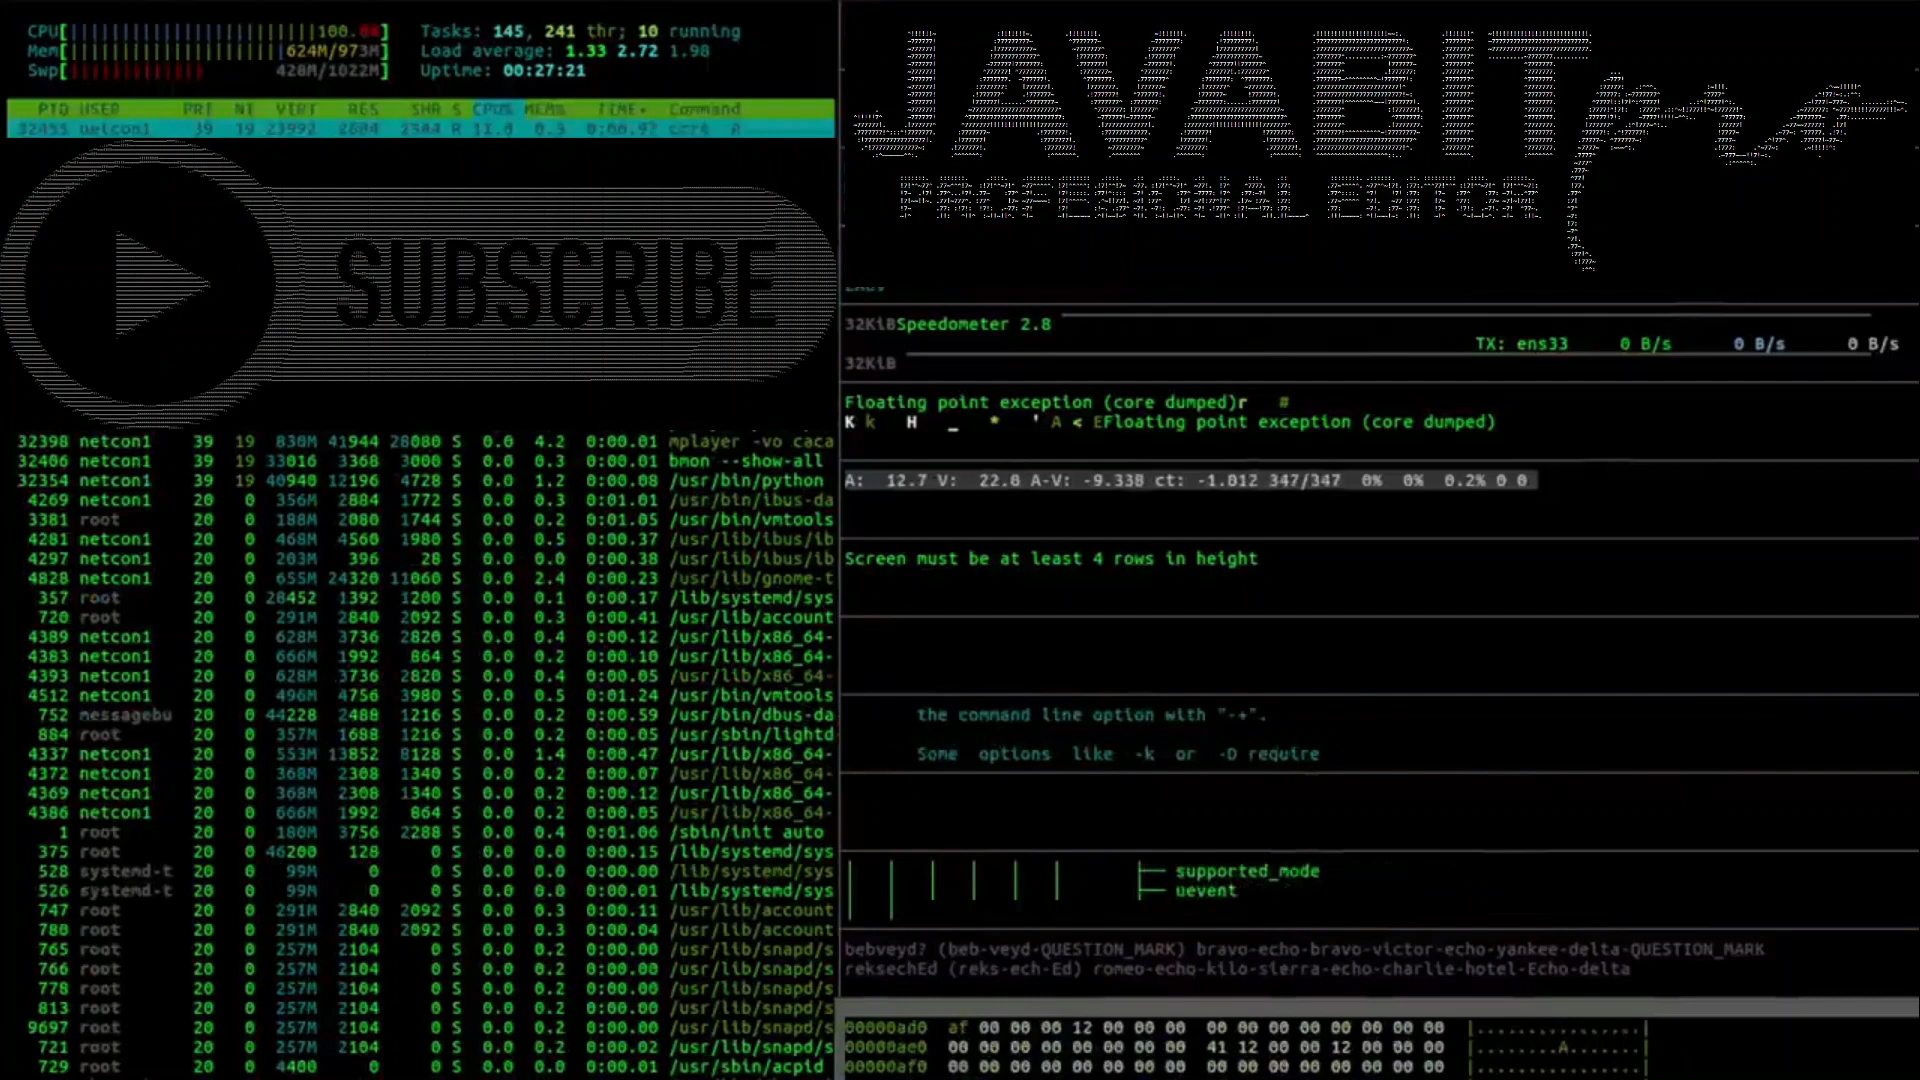 CPU[||||||||||||||||||||||||||||||100.0%]
Mem[||||||||||||||||||||||||||624M/973M]
Swp[||||||||||||||||     428M/1022M]
Tasks: 145, 241 thr; 10 running
Load average: 1.33 2.72 1.98
Uptime: 00:27:21
PID USER PRI NI VIRT RES SHR S CPU% MEM% TIME+ Command
SUBSCRIBE
32398 netcon1 39 19 830M 41944 28080 S 0.0 4.2 0:00.01 mplayer -vo caca
32406 netcon1 39 19 33016 3368 3000 S 0.0 0.3 0:00.01 bmon --show-all
32354 netcon1 39 19 40940 12196 4728 S 0.0 1.2 0:00.08 /usr/bin/python
4269 netcon1 20 0 356M 2884 1772 S 0.0 0.3 0:01.01 /usr/bin/ibus-da
3381 root 20 0 188M 2080 1744 S 0.0 0.2 0:01.05 /usr/bin/vmtools
4281 netcon1 20 0 468M 4560 1980 S 0.0 0.5 0:00.37 /usr/lib/ibus/ib
4297 netcon1 20 0 203M 396 28 S 0.0 0.0 0:00.38 /usr/lib/ibus/ib
4828 netcon1 20 0 655M 24320 11060 S 0.0 2.4 0:00.23 /usr/lib/gnome-t
357 root 20 0 28452 1392 1200 S 0.0 0.1 0:00.17 /lib/systemd/sys
720 root 20 0 291M 2840 2092 S 0.0 0.3 0:00.41 /usr/lib/account
4389 netcon1 20 0 628M 3736 2820 S 0.0 0.4 0:00.12 /usr/lib/x86_64-
4383 netcon1 20 0 666M 1992 864 S 0.0 0.2 0:00.10 /usr/lib/x86_64-
4393 netcon1 20 0 628M 3736 2820 S 0.0 0.4 0:00.05 /usr/lib/x86_64-
4512 netcon1 20 0 496M 4756 3980 S 0.0 0.5 0:01.24 /usr/bin/vmtools
752 messagebu 20 0 44228 2488 1216 S 0.0 0.2 0:00.59 /usr/bin/dbus-da
884 root 20 0 357M 1688 1216 S 0.0 0.2 0:00.14 /usr/sbin/lightd
4337 netcon1 20 0 553M 13852 8128 S 0.0 1.4 0:00.47 /usr/lib/x86_64-
4372 netcon1 20 0 368M 2308 1340 S 0.0 0.2 0:00.07 /usr/lib/x86_64-
4369 netcon1 20 0 368M 2308 1340 S 0.0 0.2 0:00.12 /usr/lib/x86_64-
4386 netcon1 20 0 666M 1992 864 S 0.0 0.2 0:00.05 /usr/lib/x86_64-
1 root 20 0 180M 3756 2288 S 0.0 0.4 0:01.06 /sbin/init auto
375 root 20 0 46200 128 0 S 0.0 0.0 0:00.15 /lib/systemd/sys
528 systemd-t 20 0 99M 0 0 S 0.0 0.0 0:00.00 /lib/systemd/sys
526 systemd-t 20 0 99M 0 0 S 0.0 0.0 0:00.01 /lib/systemd/sys
747 root 20 0 291M 2840 2092 S 0.0 0.3 0:00.11 /usr/lib/account
780 root 20 0 291M 2840 2092 S 0.0 0.3 0:00.04 /usr/lib/account
765 root 20 0 257M 2104 0 S 0.0 0.2 0:00.00 /usr/lib/snapd/s
766 root 20 0 257M 2104 0 S 0.0 0.2 0:00.00 /usr/lib/snapd/s
778 root 20 0 257M 2104 0 S 0.0 0.2 0:00.00 /usr/lib/snapd/s
813 root 20 0 257M 2104 0 S 0.0 0.2 0:00.00 /usr/lib/snapd/s
9697 root 20 0 257M 2104 0 S 0.0 0.2 0:00.00 /usr/lib/snapd/s
721 root 20 0 257M 2104 0 S 0.0 0.2 0:00.02 /usr/lib/snapd/s
729 root 20 0 4400 0 0 S 0.0 0.0 0:00.01 /usr/sbin/acpid
JAVABIT
32KiBSpeedometer 2.8
TX: ens33 0 B/s 0 B/s 0 B/s
32KiB
Floating point exception (core dumped)r #
K k H _ * ' A < EFloating point exception (core dumped)
A: 12.7 V: 22.0 A-V: -9.338 ct: -1.012 347/347 0% 0% 0.2% 0 0
Screen must be at least 4 rows in height
the command line option with "-+".
Some options like -k or -D require
├── supported_mode
├── uevent
bebveyd? (beb-veyd-QUESTION_MARK) bravo-echo-bravo-victor-echo-yankee-delta-QUESTION_MARK
reksechEd (reks-ech-Ed) romeo-echo-kilo-sierra-echo-charlie-hotel-Echo-delta
00000ad0 af 00 00 00 12 00 00 00 00 00 00 00 00 00 00 00 |................|
00000ae0 00 00 00 00 00 00 00 00 41 12 00 00 12 00 00 00 |........A.......|
00000af0 00 00 00 00 00 00 00 00 00 00 00 00 00 00 00 00 |................|